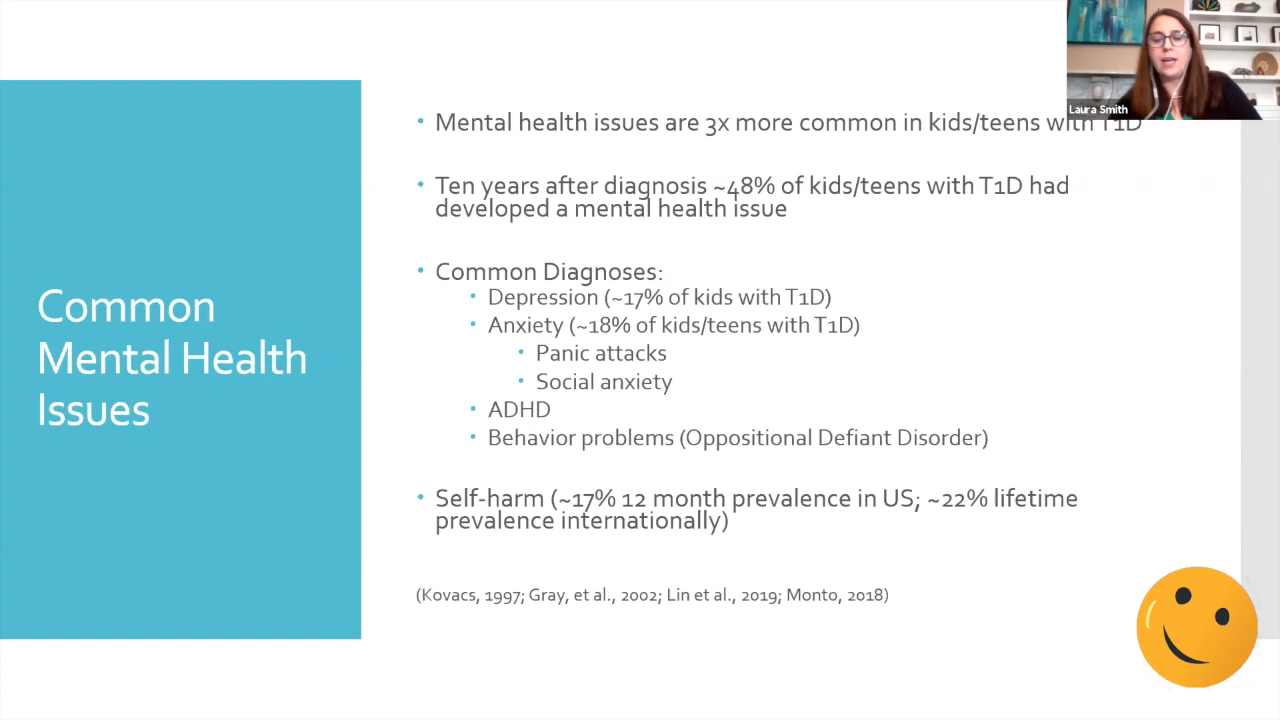 Common
Mental Health
Issues
• Mental health issues are 3x more common in kids/teens with T1D
• Ten years after diagnosis ~48% of kids/teens with T1D had
developed a mental health issue
• Common Diagnoses:
• Depression (~17% of kids with T1D)
• Anxiety (~18% of kids/teens with T1D)
• Panic attacks
• Social anxiety
• ADHD
• Behavior problems (Oppositional Defiant Disorder)
• Self-harm (~17% 12 month prevalence in US; ~22% lifetime
prevalence internationally)
(Kovacs, 1997; Gray, et al., 2002; Lin et al., 2019; Monto, 2018)
Laura Smith